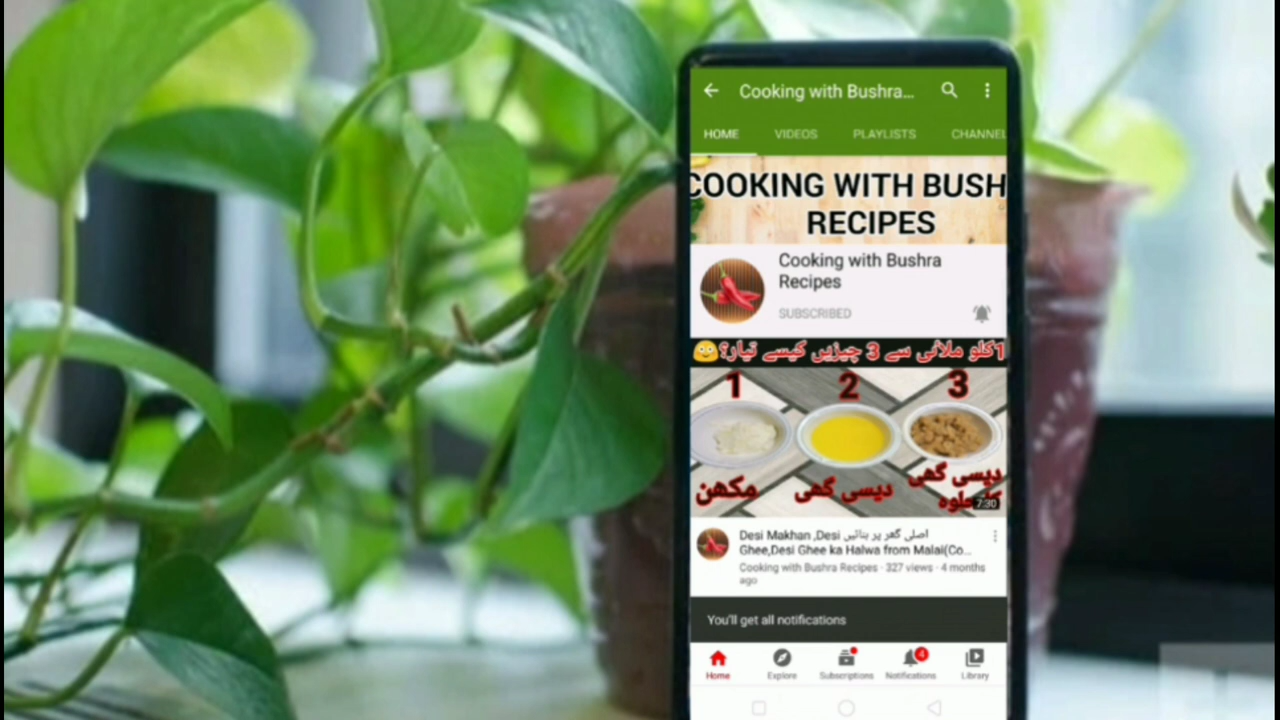 Cooking with Bushra...
HOME VIDEOS PLAYLISTS CHANNEL
COOKING WITH BUSH
RECIPES
Cooking with Bushra
Recipes
SUBSCRIBED
1کلو ملائی سے 3 چیزیں کیسے تیار؟
1 2 3
مکھن
دیسی گھی
دیسی گھی
کا حلوہ
7:30
Desi Makhan ,Desi اصلی گھر پر بنائیں
Ghee,Desi Ghee ka Halwa from Malai(Co...
Cooking with Bushra Recipes · 327 views · 4 months
ago
You'll get all notifications
4
Home Explore Subscriptions Notifications Library